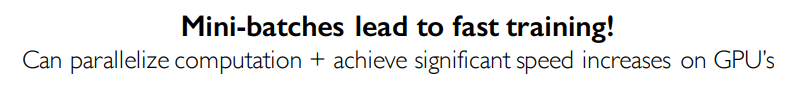 Mini-batches lead to fast training!
Can parallelize computation + achieve significant speed increases on GPU's